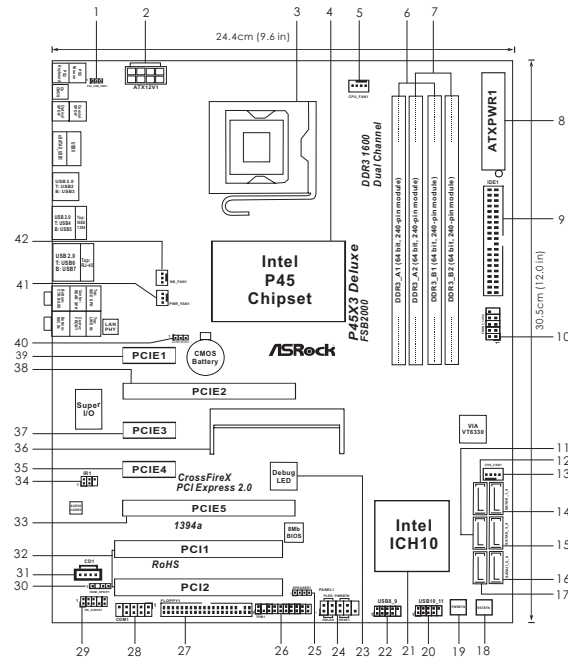 24.4cm (9.6 in)
1
2
3
4
5
6
7
ATX12V1
CPU_FAN1
ATXPWR1
8
USB 2.0
T: USB2
B: USB3
USB 2.0
T: USB4
B: USB5
USB 2.0
T: USB6
B: USB7
Top:
RJ-45
DDR3 1600
Dual Channel
DDR3_A1 (64 bit, 240-pin module)
DDR3_A2 (64 bit, 240-pin module)
DDR3_B1 (64 bit, 240-pin module)
DDR3_B2 (64 bit, 240-pin module)
IDE1
9
30.5cm (12.0 in)
42
41
NB_FAN1
PWR_FAN1
Intel
P45
Chipset
P45X3 Deluxe
FSB2000
LAN
PHY
10
40
39
38
PCIE1
CMOS
Battery
ASRock
PCIE2
Super
I/O
VIA
VT6330
37
36
PCIE3
11
12
13
35
34
PCIE4
IR1
CrossFireX
PCI Express 2.0
Debug
LED
33
PCIE5
1394a
8Mb
BIOS
Intel
ICH10
14
15
16
17
32
PCI1
RoHS
31
CD1
30
PCI2
29
28
27
26
25
24
23
22
21
20
19
18
COM1
FLOPPY1
PANEL1
USB8_9
USB10_11